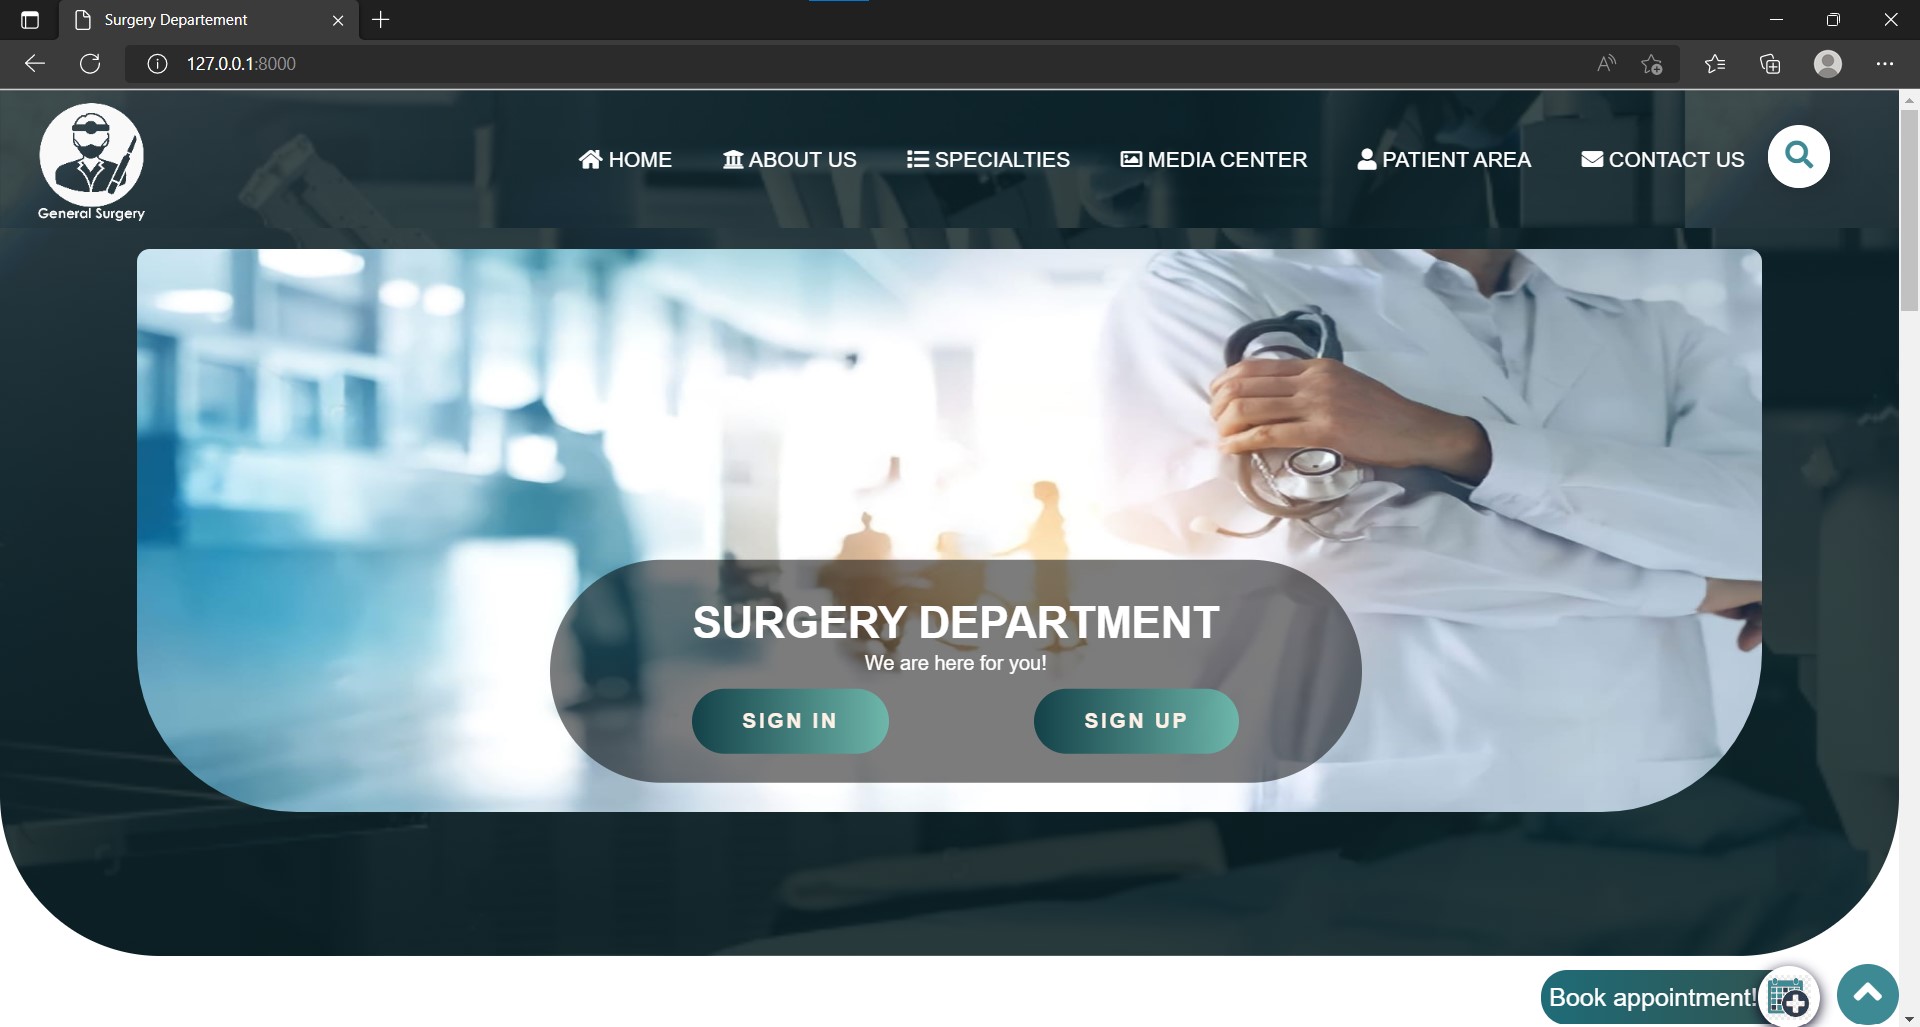 Surgery Departement
127.0.0.1:8000
General Surgery
HOME
ABOUT US
SPECIALTIES
MEDIA CENTER
PATIENT AREA
CONTACT US
SURGERY DEPARTMENT
We are here for you!
SIGN IN
SIGN UP
Book appointment!